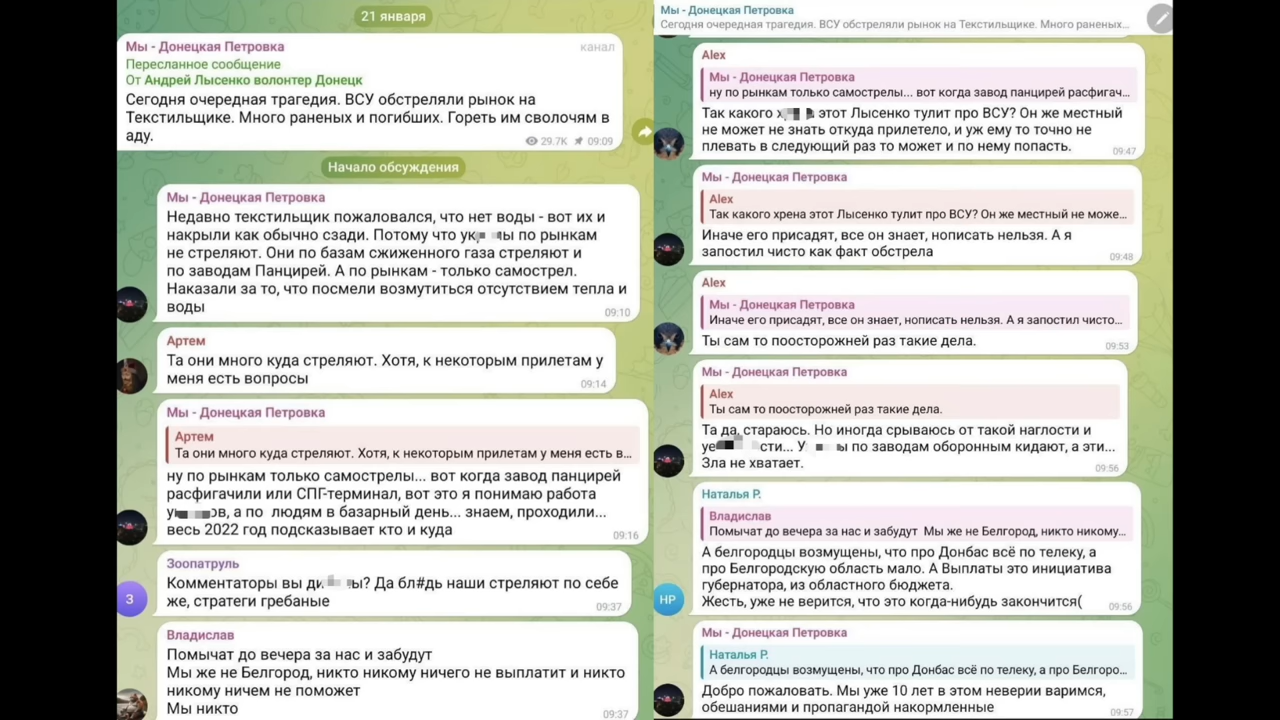 21 января
Мы - Донецкая Петровка
канал
Пересланное сообщение
От Андрей Лысенко волонтер Донецк
Сегодня очередная трагедия. ВСУ обстреляли рынок на
Текстильщике. Много раненых и погибших. Гореть им сволочям в
аду.
29.7K 09:09
Начало обсуждения
Мы - Донецкая Петровка
Недавно текстильщик пожаловался, что нет воды - вот их и
накрыли как обычно сзади. Потому что ук ы по рынкам
не стреляют. Они по базам сжиженного газа стреляют и
по заводам Панцирей. А по рынкам - только самострел.
Наказали за то, что посмели возмутиться отсутствием тепла и
воды
09:10
Артем
Та они много куда стреляют. Хотя, к некоторым прилетам у
меня есть вопросы
09:14
Мы - Донецкая Петровка
Артем
Та они много куда стреляют. Хотя, к некоторым прилетам у меня есть в...
ну по рынкам только самострелы... вот когда завод панцирей
расфигачили или СПГ-терминал, вот это я понимаю работа
у ов, а по людям в базарный день... знаем, проходили...
весь 2022 год подсказывает кто и куда
09:16
Зоопатруль
Комментаторы вы ди ы? Да бл#дь наши стреляют по себе
же, стратеги гребаные
09:37
З
Владислав
Помычат до вечера за нас и забудут
Мы же не Белгород, никто никому ничего не выплатит и никто
никому ничем не поможет
Мы никто
09:37
Мы - Донецкая Петровка
Сегодня очередная трагедия. ВСУ обстреляли рынок на Текстильщике. Много раненых...
Alex
Мы - Донецкая Петровка
ну по рынкам только самострелы... вот когда завод панцирей расфигач...
Так какого х я этот Лысенко тулит про ВСУ? Он же местный
не может не знать откуда прилетело, и уж ему то точно не
плевать в следующий раз то может и по нему попасть.
09:47
Мы - Донецкая Петровка
Alex
Так какого хрена этот Лысенко тулит про ВСУ? Он же местный не може...
Иначе его присадят, все он знает, нописать нельзя. А я
запостил чисто как факт обстрела
09:48
Alex
Мы - Донецкая Петровка
Иначе его присадят, все он знает, нописать нельзя. А я запостил чисто...
Ты сам то поосторожней раз такие дела.
09:53
Мы - Донецкая Петровка
Alex
Ты сам то поосторожней раз такие дела.
Та да, стараюсь. Но иногда срываюсь от такой наглости и
уе сти... У ы по заводам оборонным кидают, а эти...
Зла не хватает.
09:56
Наталья Р.
Владислав
Помычат до вечера за нас и забудут Мы же не Белгород, никто никому...
А белгородцы возмущены, что про Донбас всё по телеку, а
про Белгородскую область мало. А Выплаты это инициатива
губернатора, из областного бюджета.
Жесть, уже не верится, что это когда-нибудь закончится(
09:56
НР
Мы - Донецкая Петровка
Наталья Р.
А белгородцы возмущены, что про Донбас всё по телеку, а про Белгоро...
Добро пожаловать. Мы уже 10 лет в этом неверии варимся,
обещаниями и пропагандой накормленные
09:57